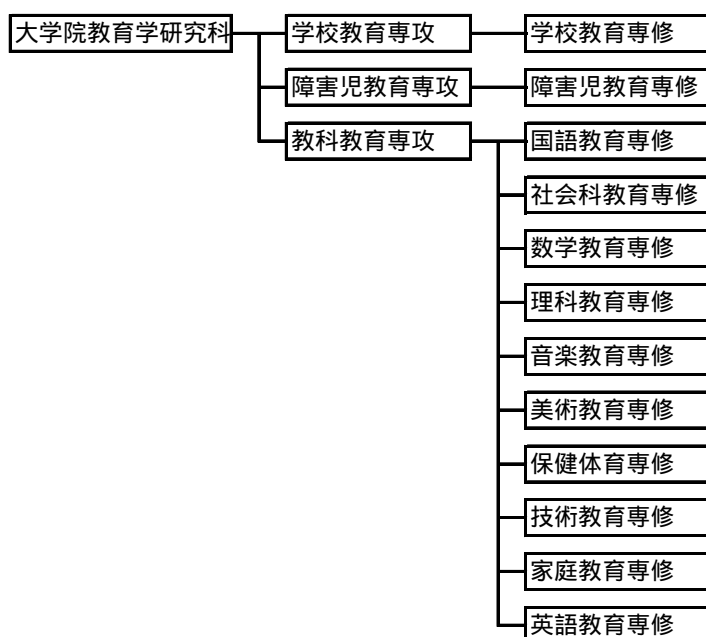 大学院教育学研究科
学校教育専攻
学校教育専修
障害児教育専攻
障害児教育専修
教科教育専攻
国語教育専修
社会科教育専修
数学教育専修
理科教育専修
音楽教育専修
美術教育専修
保健体育専修
技術教育専修
家庭教育専修
英語教育専修